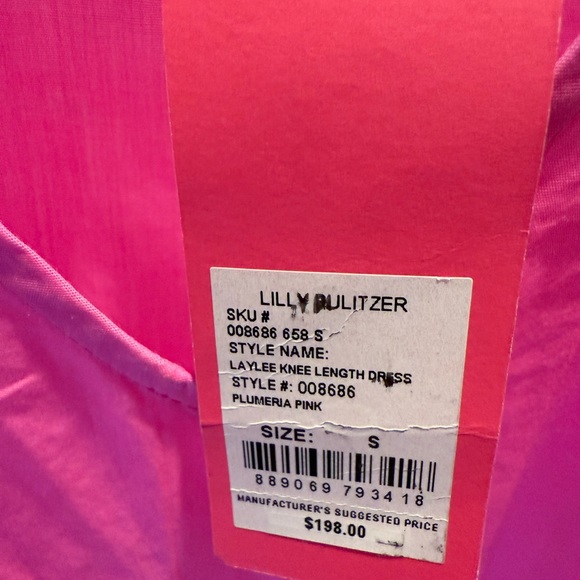 LILLY PULITZER
SKU #
008686 658 S
STYLE NAME:
LAYLEE KNEE LENGTH DRESS
STYLE #: 008686
PLUMERIA PINK
SIZE: S
889069 793418
MANUFACTURER'S SUGGESTED PRICE
$198.00